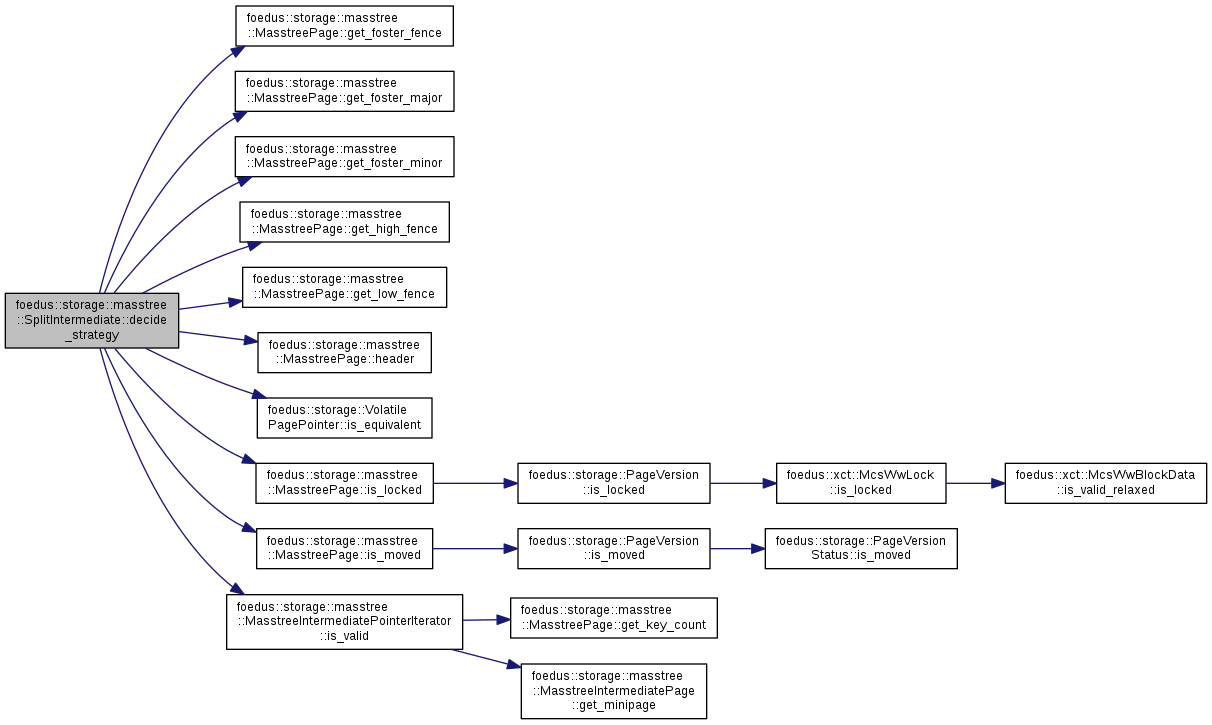 foedus::storage::masstree
::SplitIntermediate::decide
_strategy
foedus::storage::masstree
::MasstreePage::get_foster_fence
foedus::storage::masstree
::MasstreePage::get_foster_major
foedus::storage::masstree
::MasstreePage::get_foster_minor
foedus::storage::masstree
::MasstreePage::get_high_fence
foedus::storage::masstree
::MasstreePage::get_low_fence
foedus::storage::masstree
::MasstreePage::header
foedus::storage::Volatile
PagePointer::is_equivalent
foedus::storage::masstree
::MasstreePage::is_locked
foedus::storage::PageVersion
::is_locked
foedus::xct::McsWwLock
::is_locked
foedus::xct::McsWwBlockData
::is_valid_relaxed
foedus::storage::masstree
::MasstreePage::is_moved
foedus::storage::PageVersion
::is_moved
foedus::storage::PageVersion
Status::is_moved
foedus::storage::masstree
::MasstreeIntermediatePointerIterator
::is_valid
foedus::storage::masstree
::MasstreePage::get_key_count
foedus::storage::masstree
::MasstreeIntermediatePage
::get_minipage